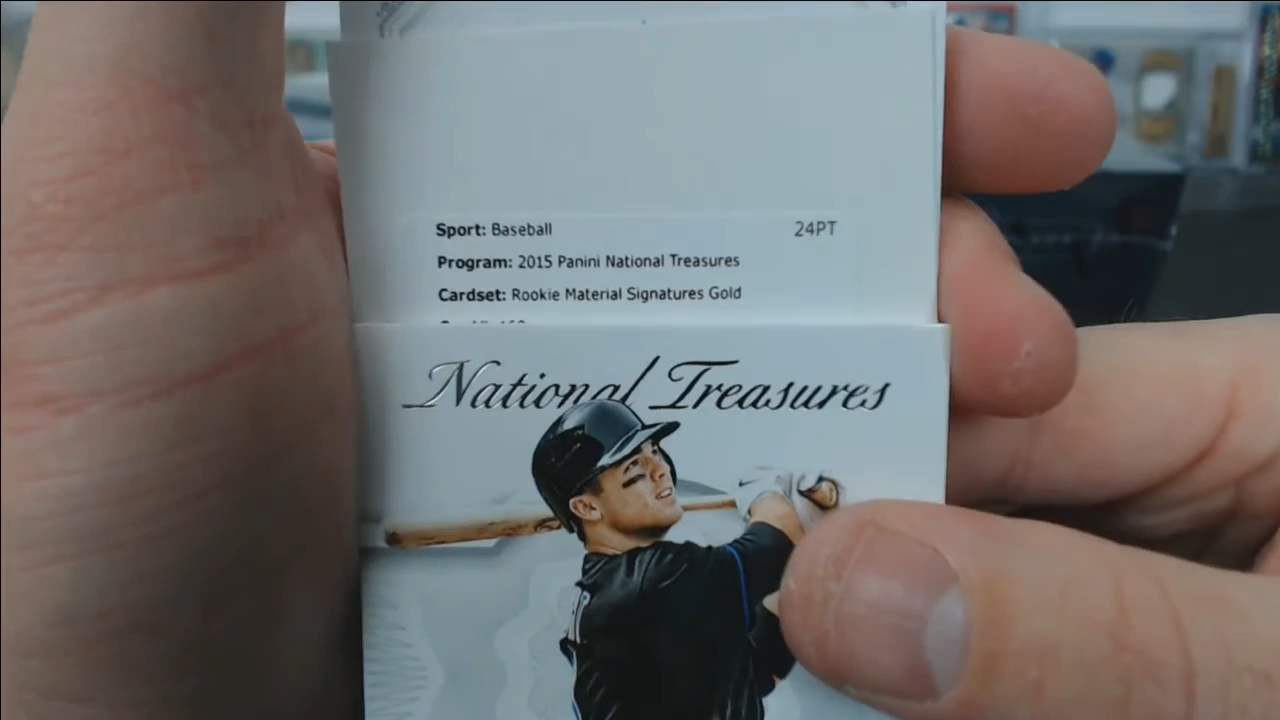 Sport: Baseball 24PT
Program: 2015 Panini National Treasures
Cardset: Rookie Material Signatures Gold
National Treasures